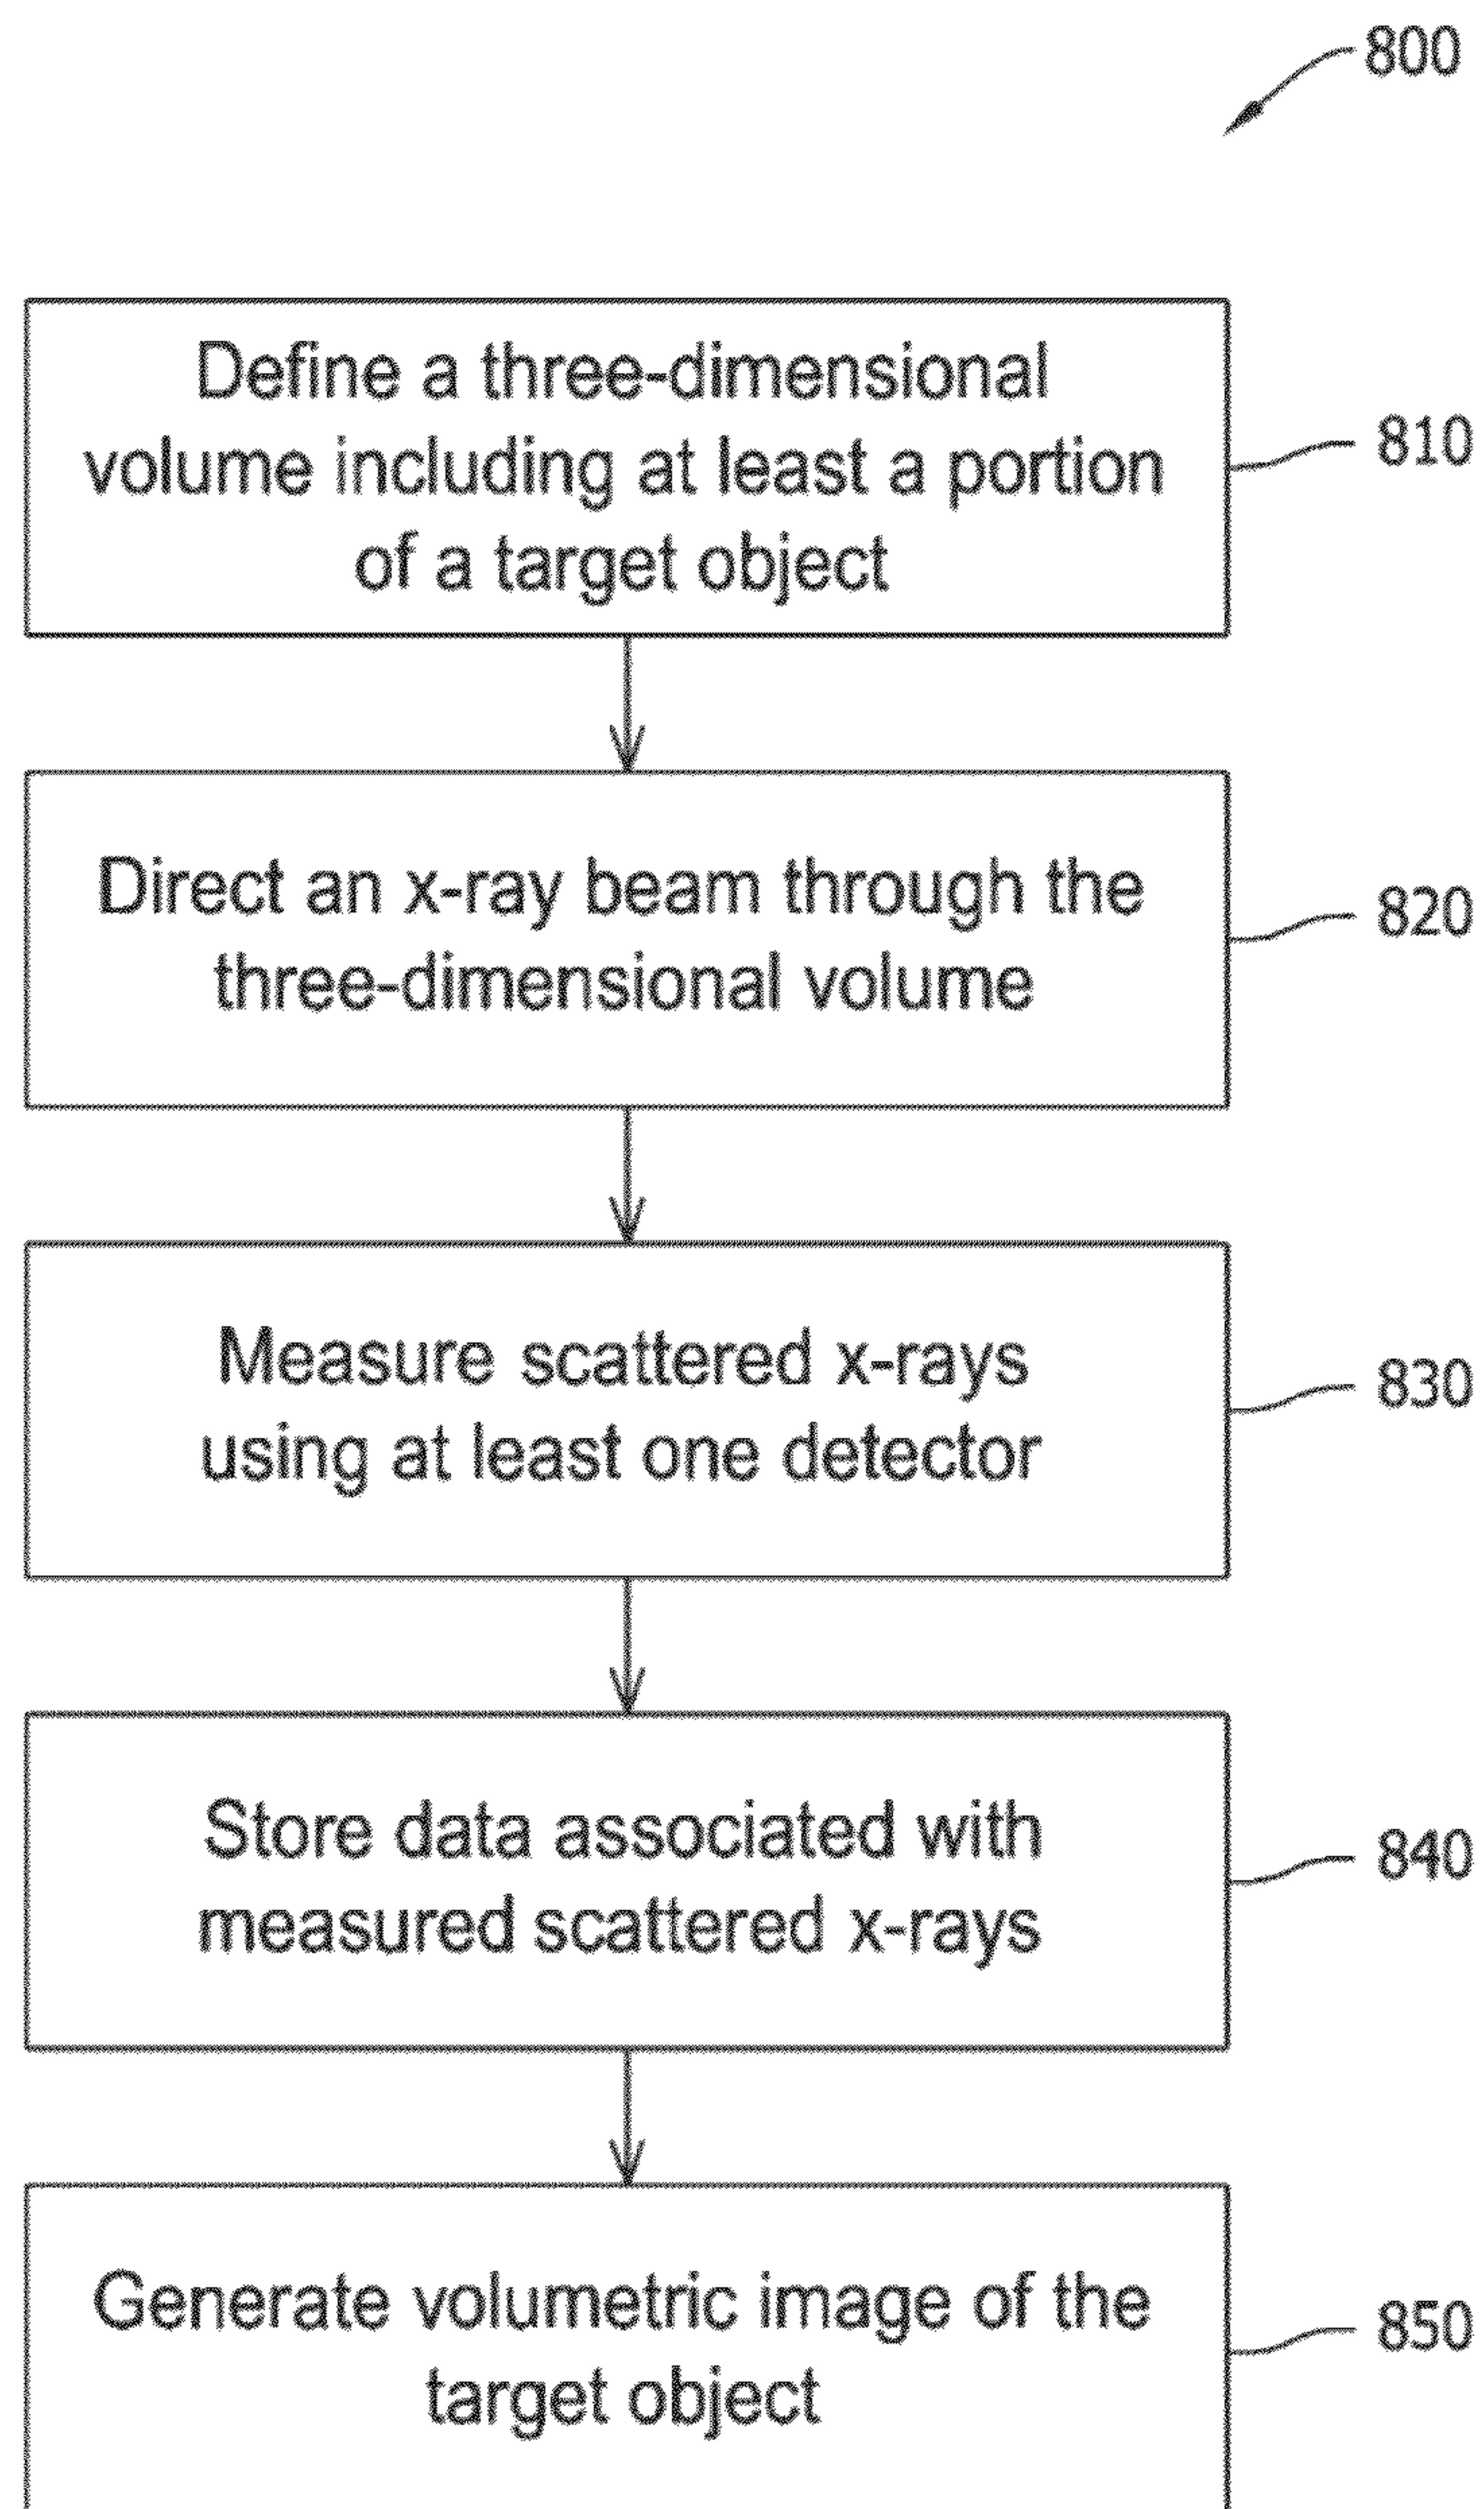 800
Define a three-dimensional
volume including at least a portion
of a target object
810
Direct an x-ray beam through the
three-dimensional volume
820
Measure scattered x-rays
using at least one detector
830
Store data associated with
measured scattered x-rays
840
Generate volumetric image of the
target object
850